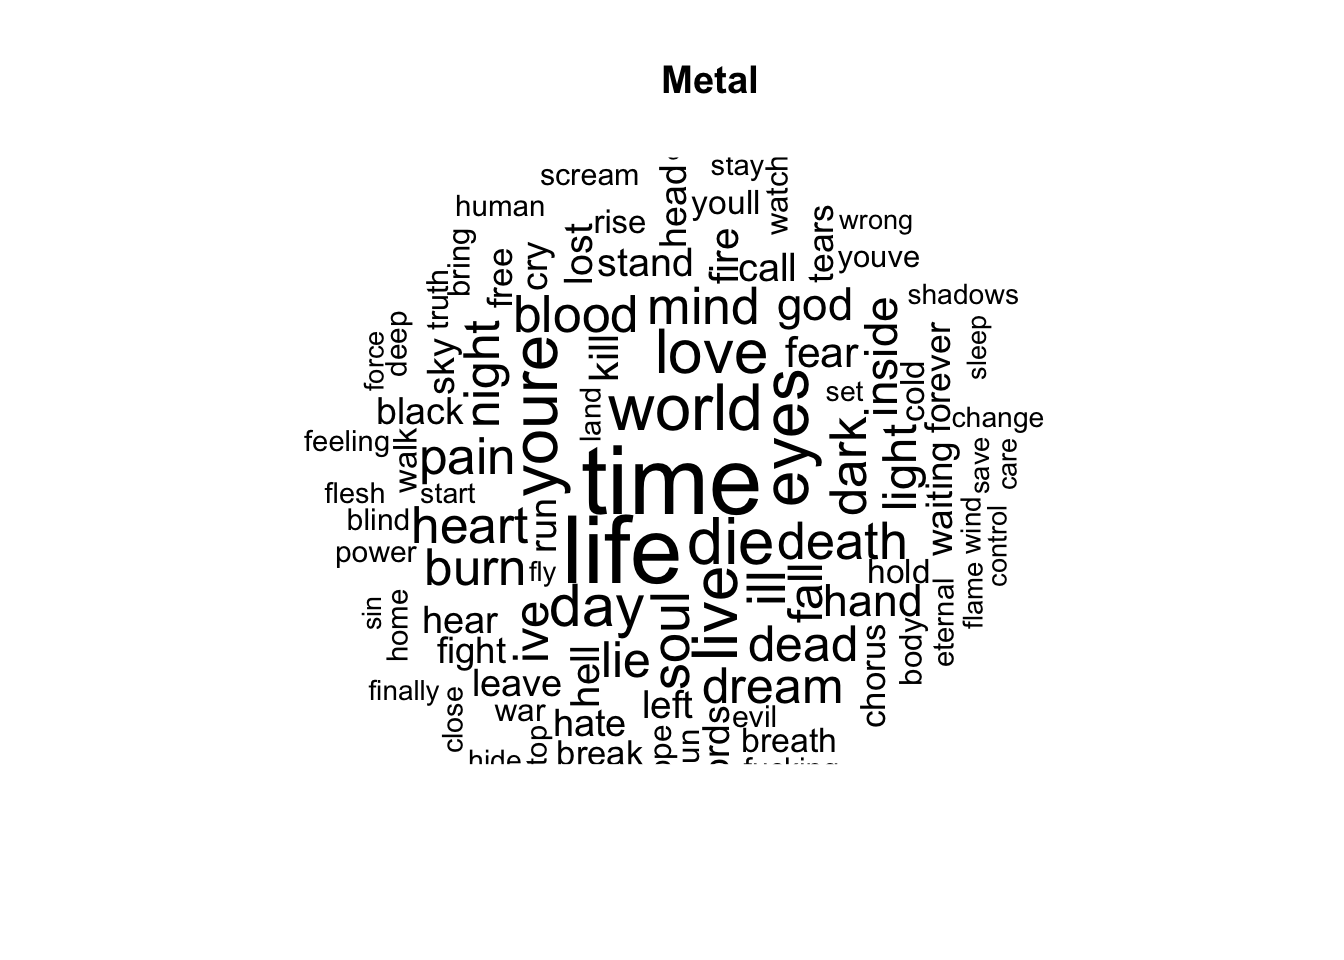 Metal
scream
stay
watch
head
human
youll
rise
tears
wrong
lost
bring
free
cry
stand
fire
call
youve
truth
shadows
blood
mind
god
inside
force
deep
sky
night
youre
kill
love
fear
forever
sleep
cold
set
black
land
world
eyes
change
feeling
walk
pain
dark
light
waiting
save
care
time
flesh
start
blind
heart
run
wind
control
power
life
die
death
burn
fly
hold
flame
sin
home
hear
ive
day
soul
live
ill
fall
hand
eternal
body
fight
hell
lie
dead
chorus
finally
leave
dream
close
war
hate
left
evil
breath
break
hide